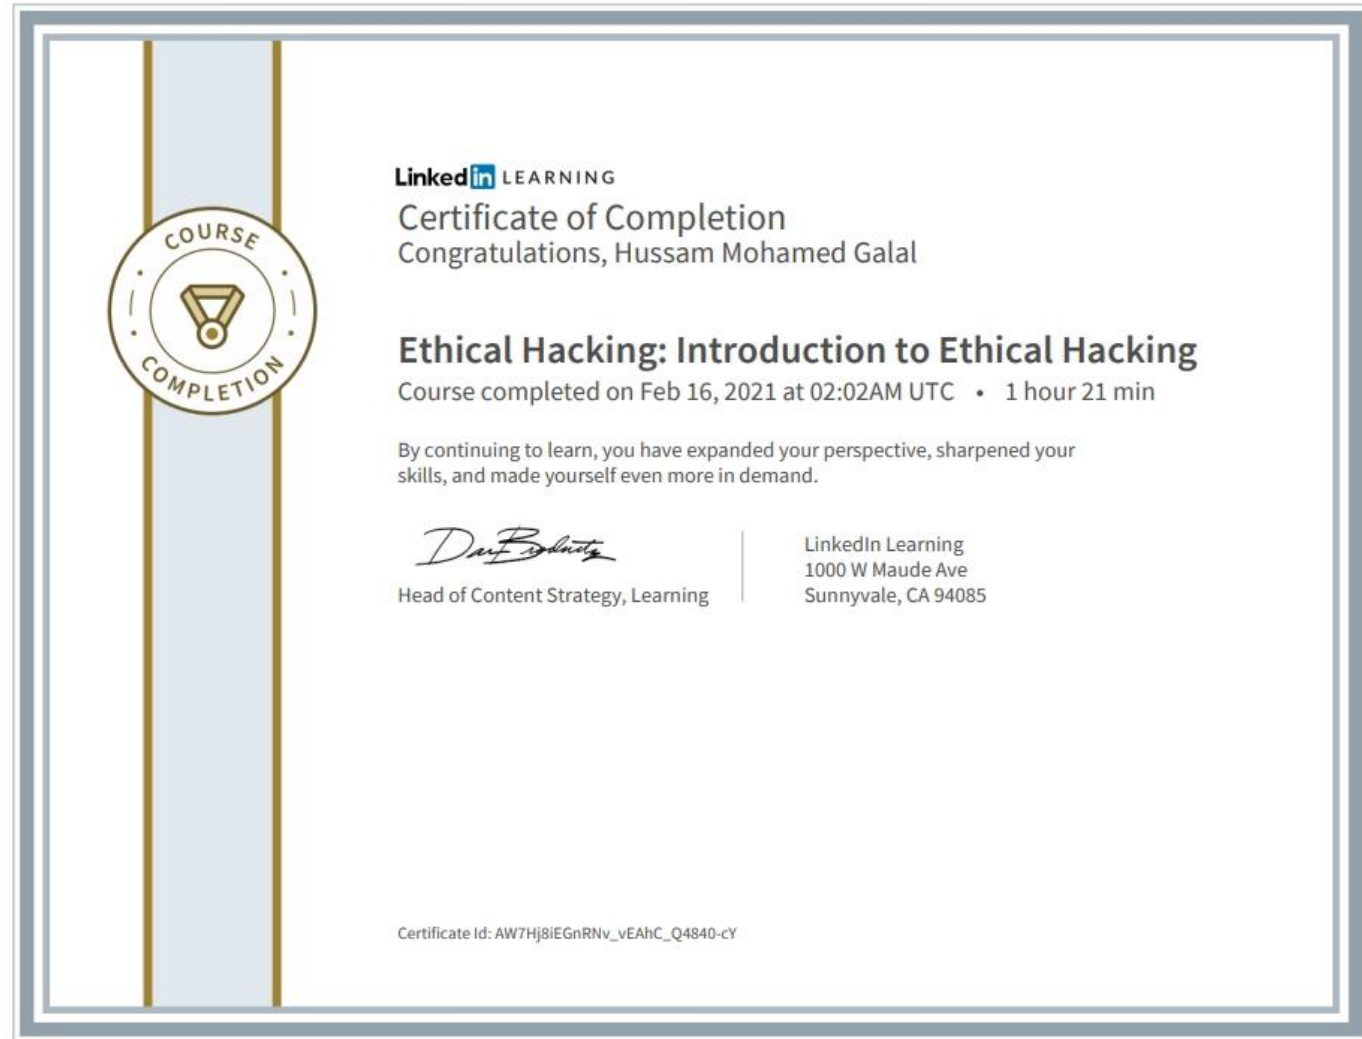 COURSE
COMPLETION
Linked in LEARNING
Certificate of Completion
Congratulations, Hussam Mohamed Galal
Ethical Hacking: Introduction to Ethical Hacking
Course completed on Feb 16, 2021 at 02:02AM UTC • 1 hour 21 min
By continuing to learn, you have expanded your perspective, sharpened your
skills, and made yourself even more in demand.
Head of Content Strategy, Learning
LinkedIn Learning
1000 W Maude Ave
Sunnyvale, CA 94085
Certificate Id: AW7Hj8iEGnRNv_vEAhC_Q4840-cY